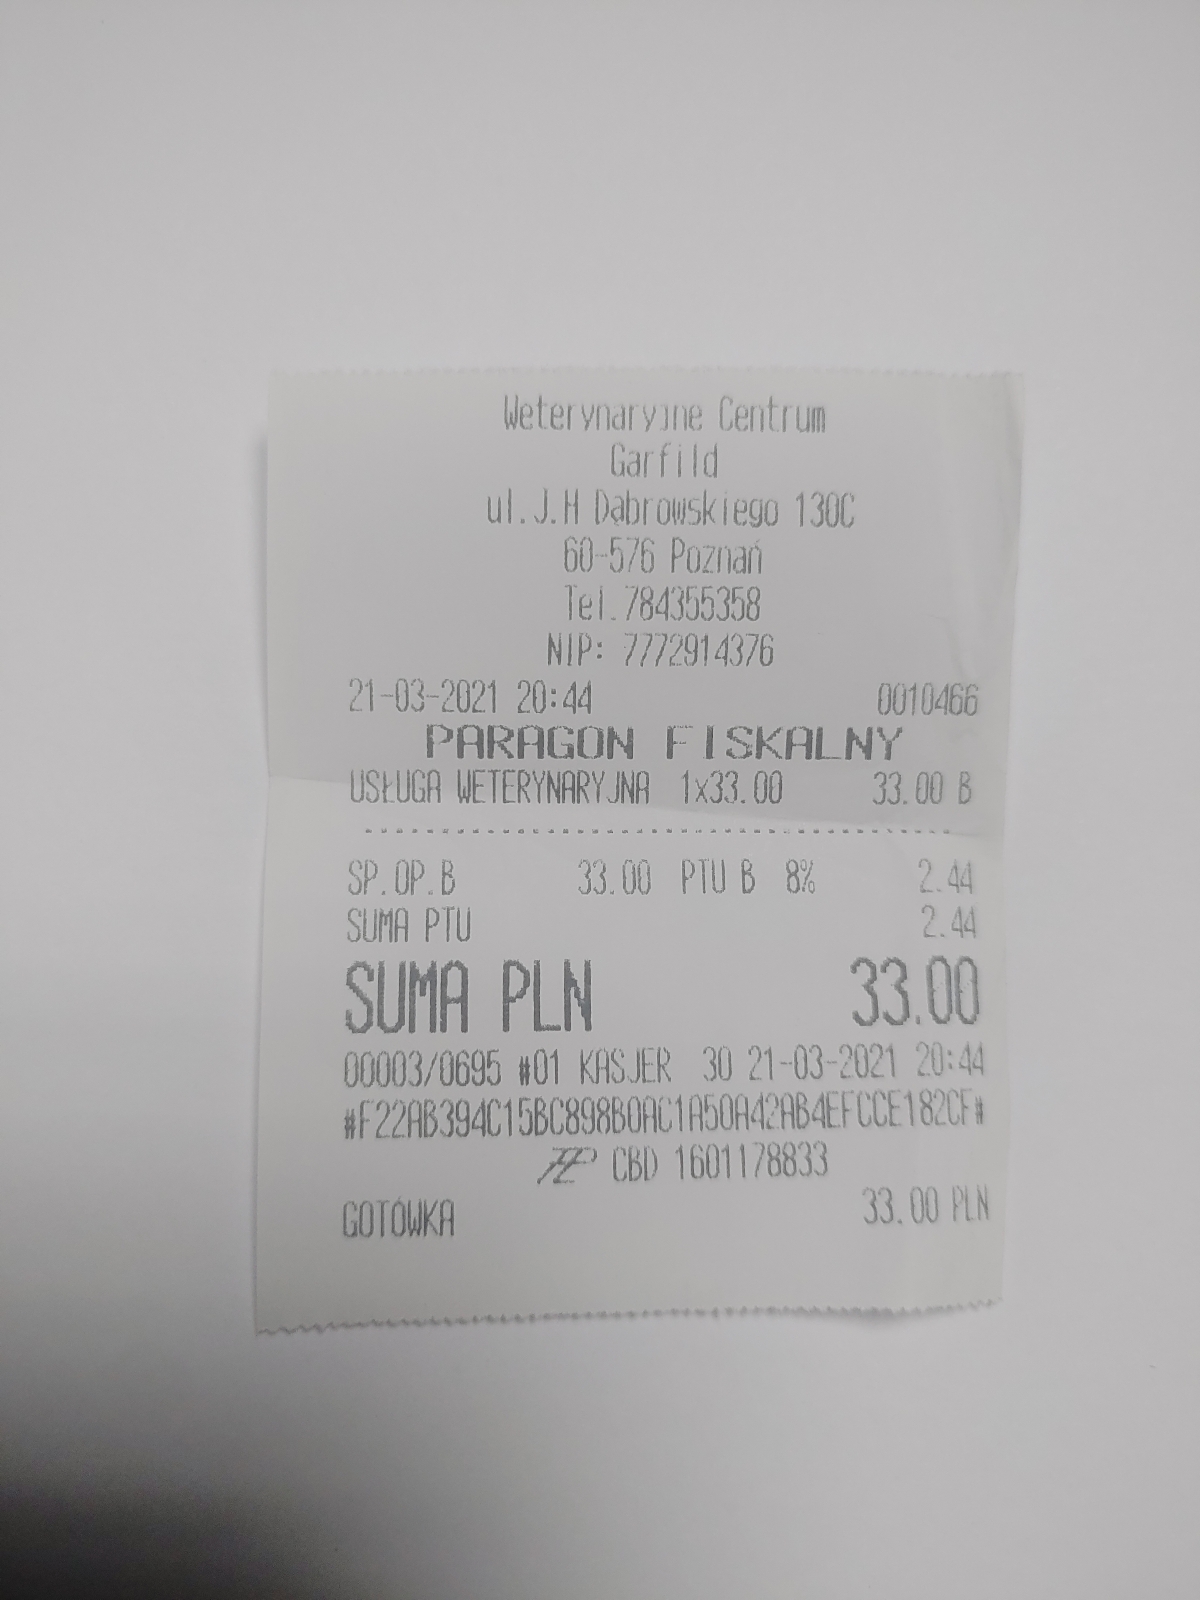 Weterynaryjne Centrum
Garfild
ul.J.H Dąbrowskiego 130C
60-576 Poznań
Tel.784355358
NIP: 7772914376
21-03-2021 20:44 0010466
PARAGON FISKALNY
USŁUGA WETERYNARYJNA 1x33.00 33.00 B
SP.OP.B 33.00 PTU B 8% 2.44
SUMA PTU 2.44
SUMA PLN 33.00
00003/0695 #01 KASJER 30 21-03-2021 20:44
#F22AB394C15BC898B0AC1A50A42AB4EFCCE182CF#
CBD 1601178833
GOTÓWKA 33.00 PLN